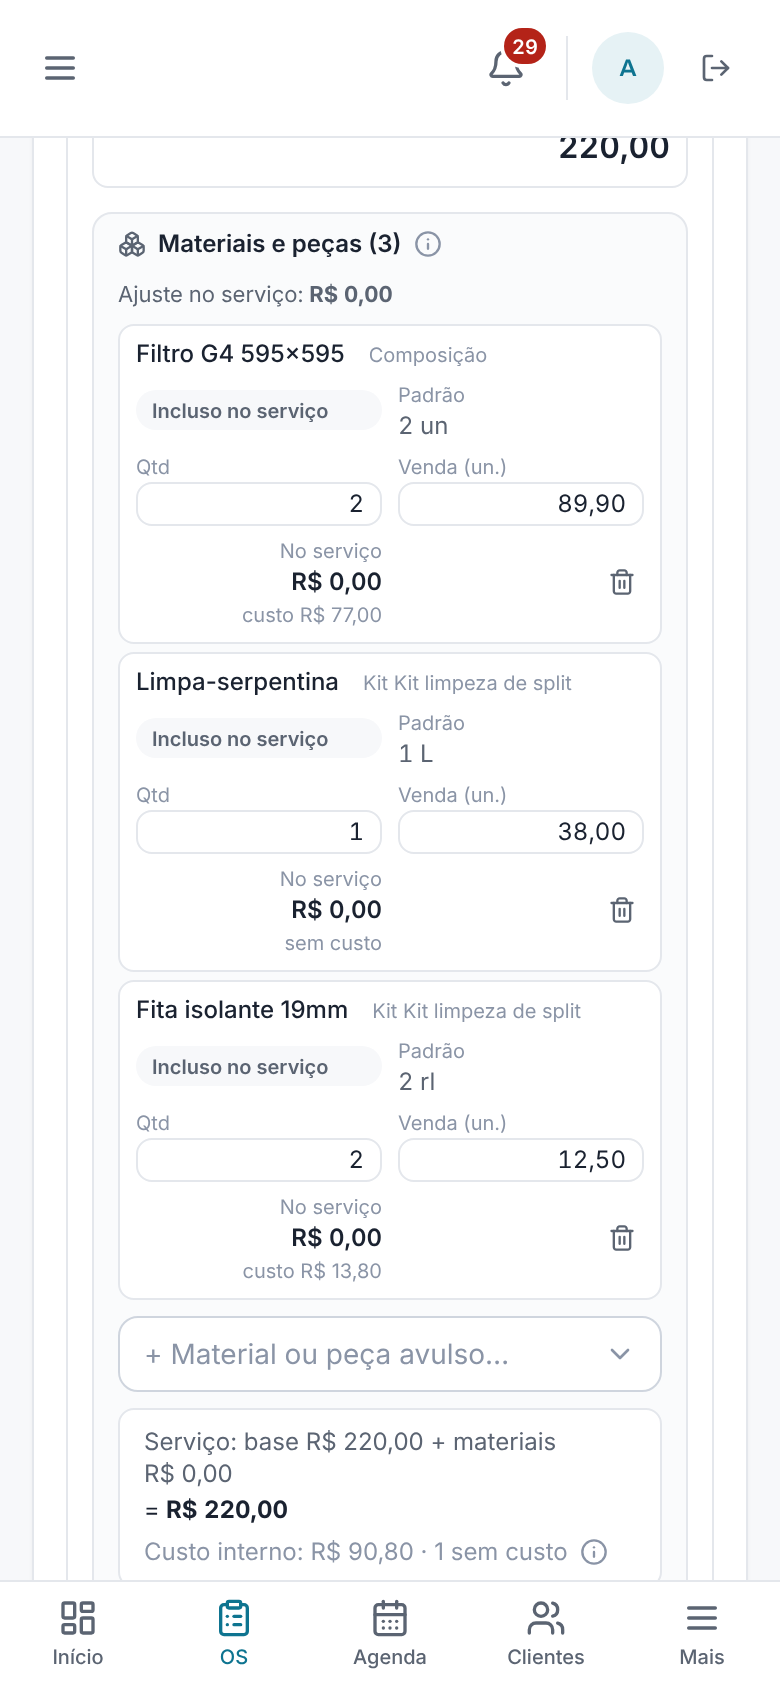 29
A
220,00
Materiais e peças (3)
Ajuste no serviço: R$ 0,00
Filtro G4 595×595 Composição
Incluso no serviço
Padrão
2 un
Qtd
2
Venda (un.)
89,90
No serviço
R$ 0,00
custo R$ 77,00
Limpa-serpentina Kit Kit limpeza de split
Incluso no serviço
Padrão
1 L
Qtd
1
Venda (un.)
38,00
No serviço
R$ 0,00
sem custo
Fita isolante 19mm Kit Kit limpeza de split
Incluso no serviço
Padrão
2 rl
Qtd
2
Venda (un.)
12,50
No serviço
R$ 0,00
custo R$ 13,80
+ Material ou peça avulso...
Serviço: base R$ 220,00 + materiais
R$ 0,00
= R$ 220,00
Custo interno: R$ 90,80 · 1 sem custo
Início
OS
Agenda
Clientes
Mais